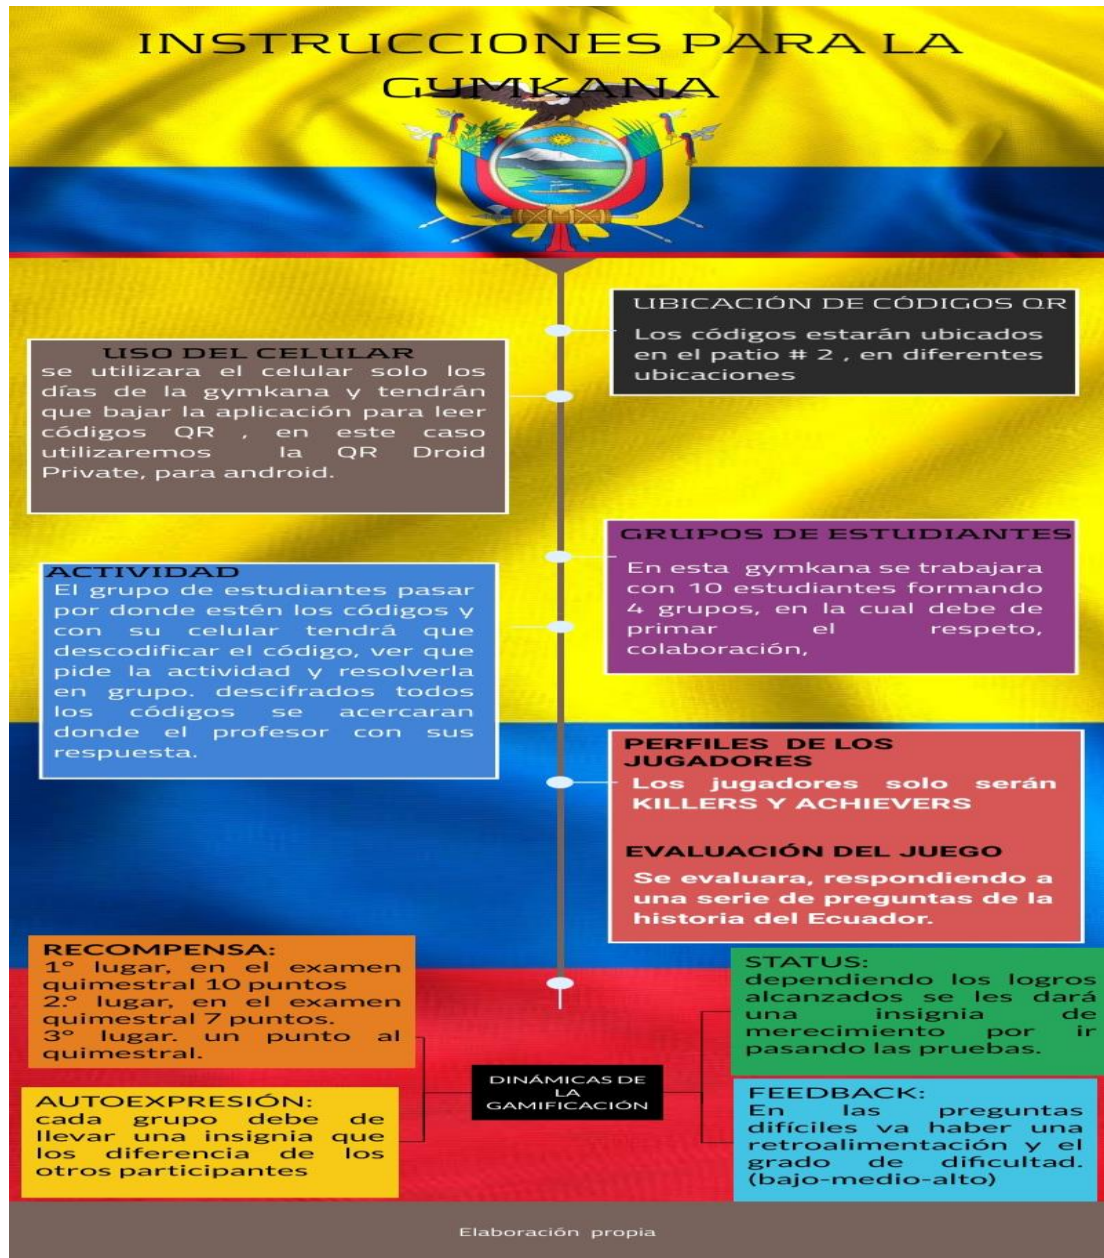 INSTRUCCIONES PARA LA
GYMKANA
UBICACIÓN DE CÓDIGOS QR
Los códigos estarán ubicados
en el patio # 2 , en diferentes
ubicaciones
USO DEL CELULAR
se utilizara el celular solo los
días de la gymkana y tendrán
que bajar la aplicación para leer
códigos QR , en este caso
utilizaremos la QR Droid
Private, para android.
GRUPOS DE ESTUDIANTES
En esta gymkana se trabajara
con 10 estudiantes formando
4 grupos, en la cual debe de
primar el respeto,
colaboración,
ACTIVIDAD
El grupo de estudiantes pasar
por donde estén los códigos y
con su celular tendrá que
descodificar el código, ver que
pide la actividad y resolverla
en grupo. descifrados todos
los códigos se acercaran
donde el profesor con sus
respuesta.
PERFILES DE LOS
JUGADORES
Los jugadores solo serán
KILLERS Y ACHIEVERS
EVALUACIÓN DEL JUEGO
Se evaluara, respondiendo a
una serie de preguntas de la
historia del Ecuador.
RECOMPENSA:
1° lugar, en el examen
quimestral 10 puntos
2.° lugar, en el examen
quimestral 7 puntos.
3° lugar. un punto al
quimestral.
STATUS:
dependiendo los logros
alcanzados se les dará
una insignia de
merecimiento por ir
pasando las pruebas.
DINÁMICAS DE
LA
GAMIFICACIÓN
AUTOEXPRESIÓN:
cada grupo debe de
llevar una insignia que
los diferencia de los
otros participantes
FEEDBACK:
En las preguntas
difíciles va haber una
retroalimentación y el
grado de dificultad.
(bajo-medio-alto)
Elaboración propia